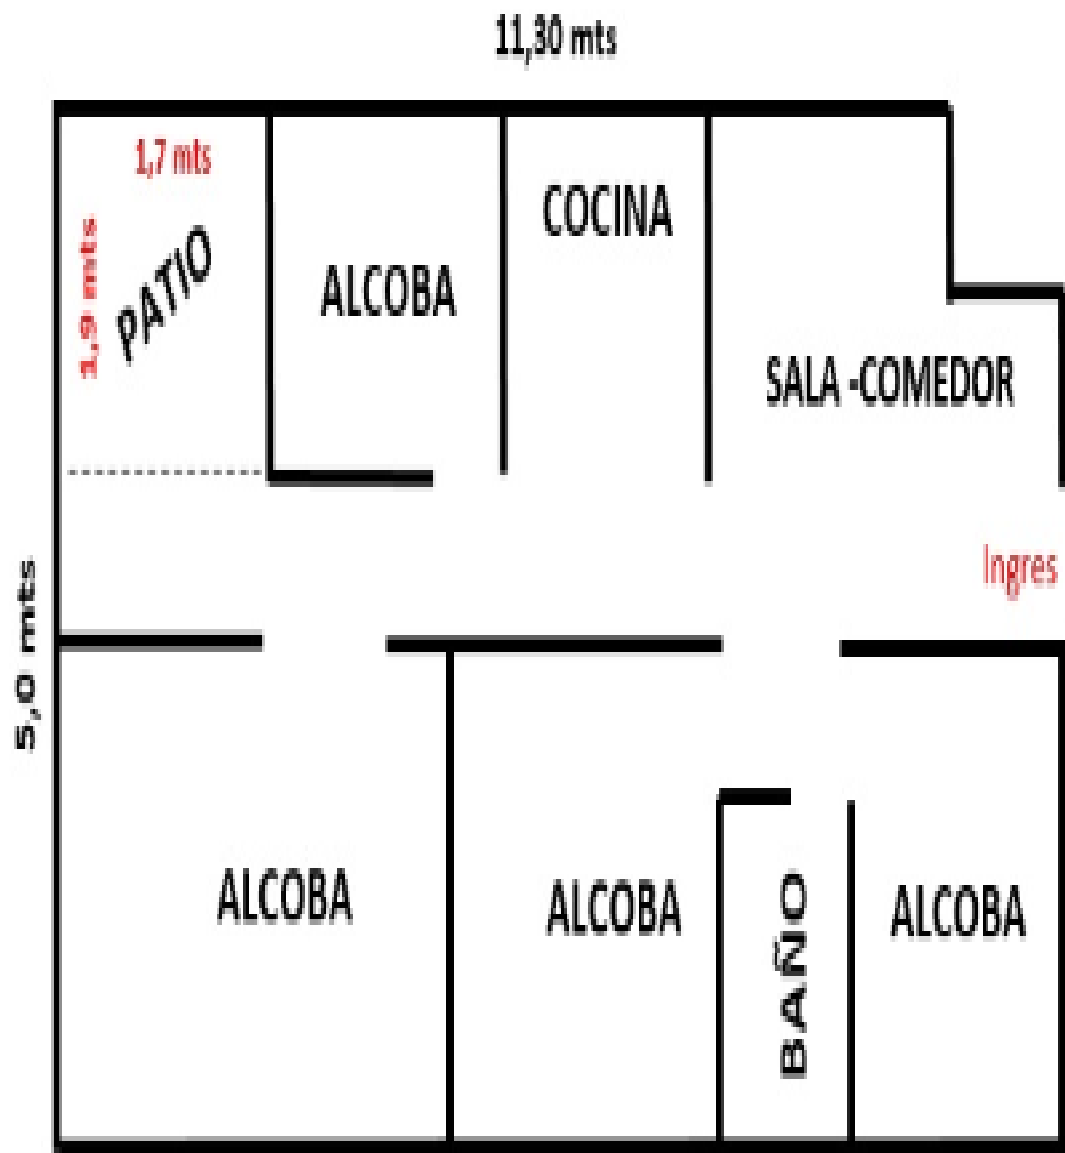 11,30 mts
1,7 mts
1,9 mts
PATIO
ALCOBA
COCINA
SALA -COMEDOR
Ingres
5,0 mts
ALCOBA
ALCOBA
BAÑO
ALCOBA